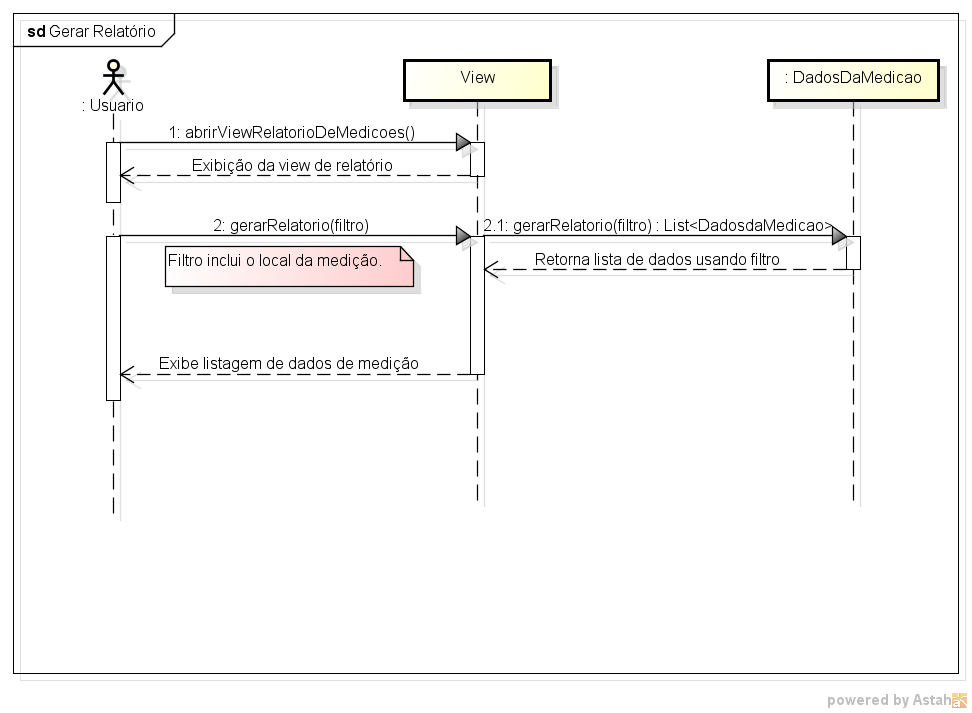 sd Gerar Relatório
: Usuario
View
: DadosDaMedicao
1: abrirViewRelatorioDeMedicoes()
Exibição da view de relatório
2: gerarRelatorio(filtro)
2.1: gerarRelatorio(filtro) : List<DadosdaMedicao>
Filtro inclui o local da medição.
Retorna lista de dados usando filtro
Exibe listagem de dados de medição
powered by Astah